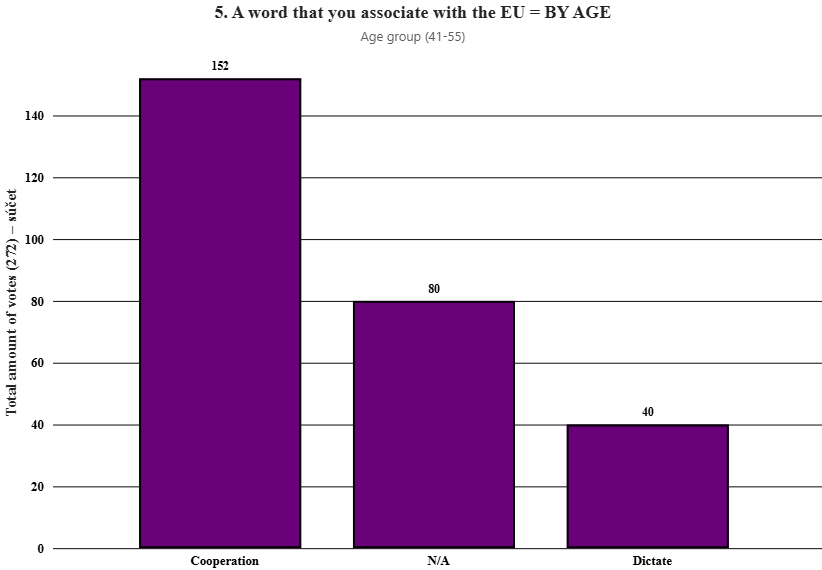 5. A word that you associate with the EU = BY AGE
Age group (41-55)
Total amount of votes (272) – súčet
152
140
120
100
80
80
60
40
40
20
0
Cooperation
N/A
Dictate